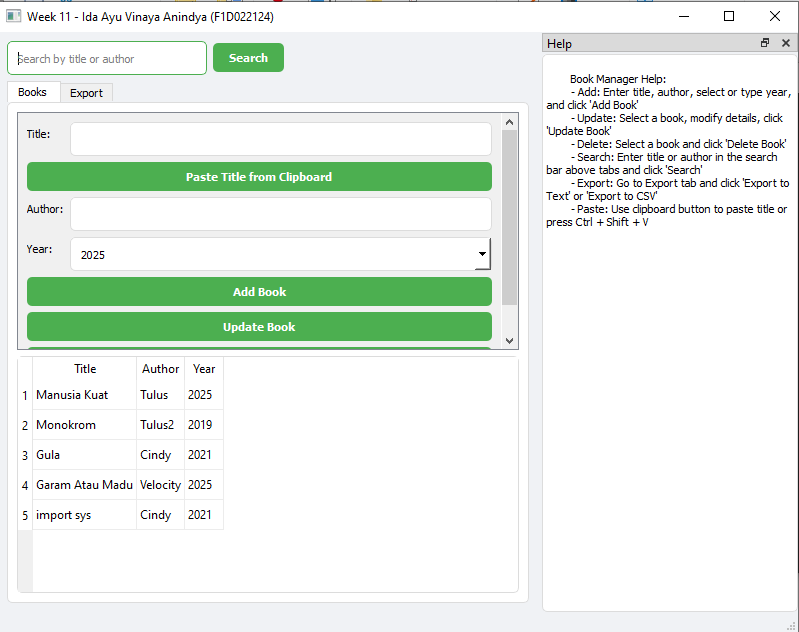 Week 11 - Ida Ayu Vinaya Anindya (F1D022124)
Search by title or author
Search
Books
Export
Title:
Paste Title from Clipboard
Author:
Year:
2025
Add Book
Update Book
Title Author Year
1 Manusia Kuat Tulus 2025
2 Monokrom Tulus2 2019
3 Gula Cindy 2021
4 Garam Atau Madu Velocity 2025
5 import sys Cindy 2021
Help
Book Manager Help:
- Add: Enter title, author, select or type year,
and click 'Add Book'
- Update: Select a book, modify details, click
'Update Book'
- Delete: Select a book and click 'Delete Book'
- Search: Enter title or author in the search
bar above tabs and click 'Search'
- Export: Go to Export tab and click 'Export to
Text' or 'Export to CSV'
- Paste: Use clipboard button to paste title or
press Ctrl + Shift + V